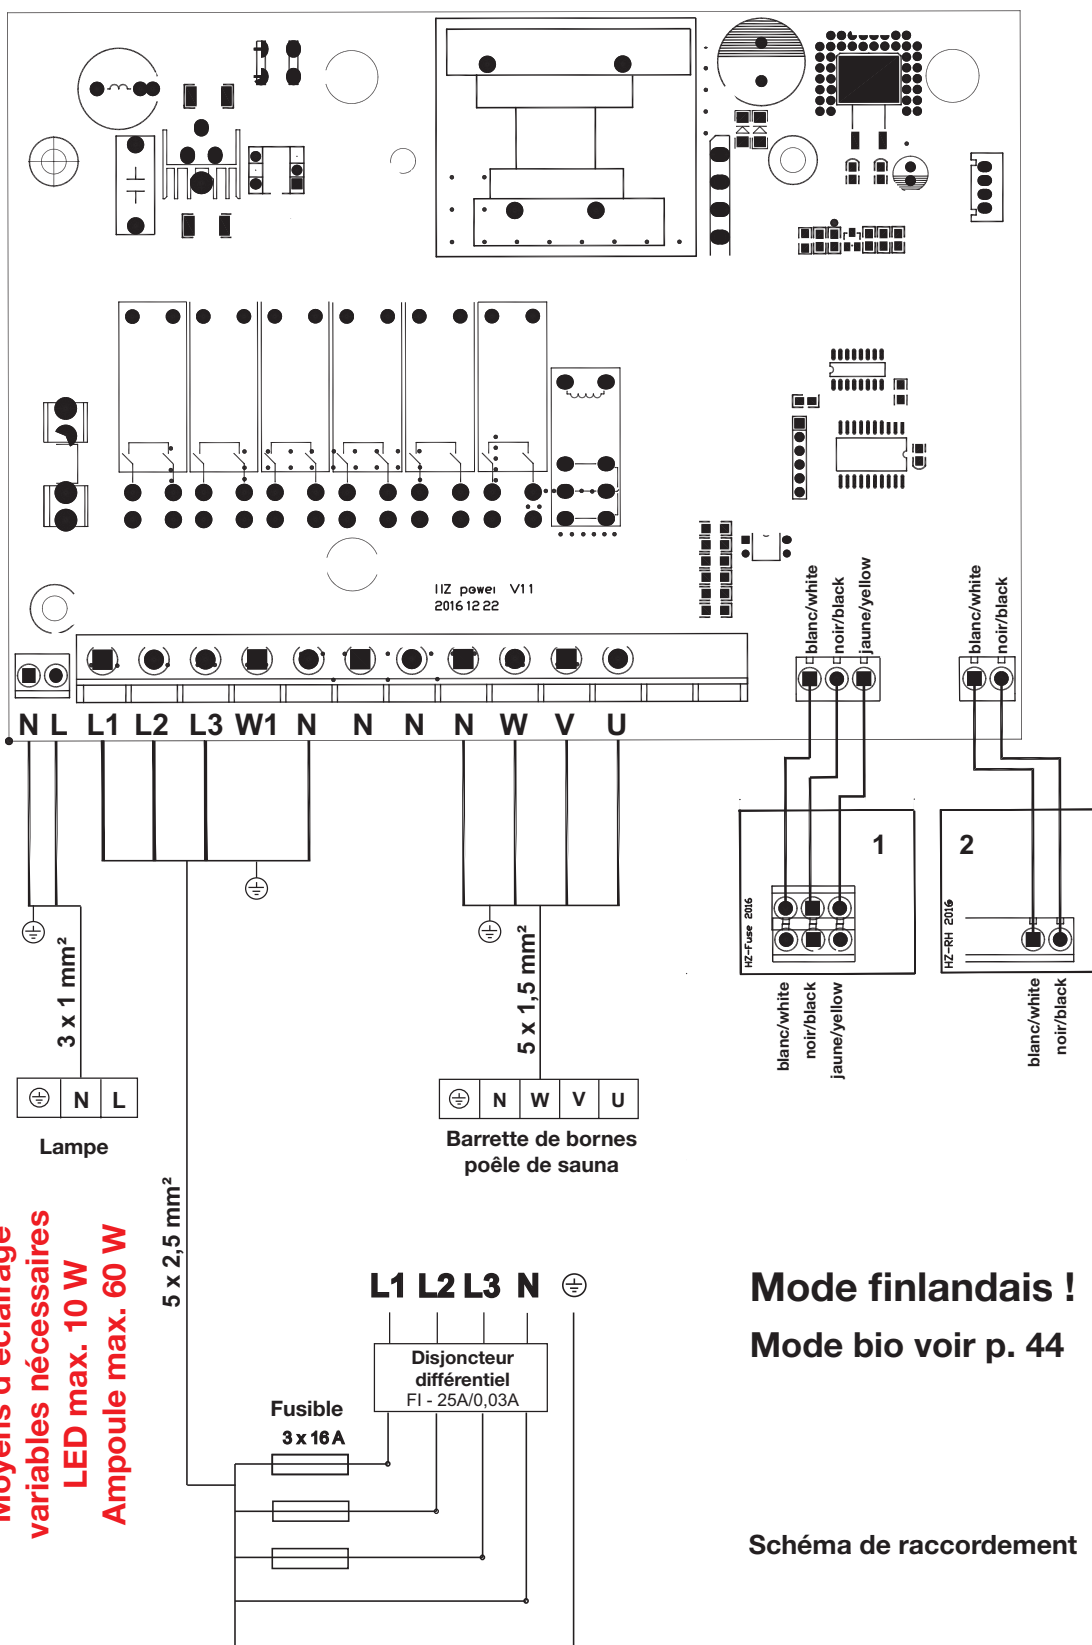 HZ power V1 1
2016 12 22
blanc/white
noir/black
jaune/yellow
blanc/white
noir/black
N L L1 L2 L3 W1 N N N N W V U
1
2
HZ-Fuse 2016
HZ-RH 2016
blanc/white
noir/black
jaune/yellow
blanc/white
noir/black
3 x 1 mm²
5 x 1,5 mm²
N L
Lampe
N W V U
Barrette de bornes
poêle de sauna
5 x 2,5 mm²
Moyens d'éclairage
variables nécessaires
LED max. 10 W
Ampoule max. 60 W
L1 L2 L3 N
Disjoncteur
différentiel
FI - 25A/0,03A
Fusible
3 x 16 A
Mode finlandais !
Mode bio voir p. 44
Schéma de raccordement